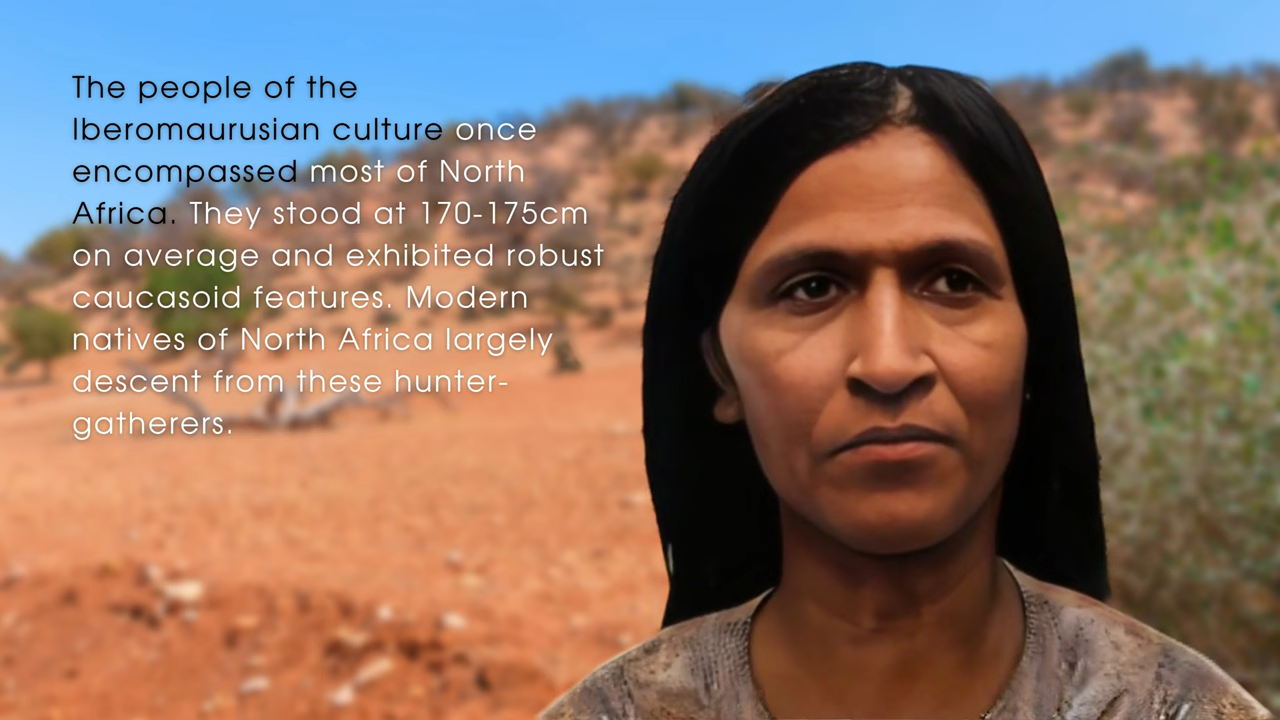 The people of the
Iberomaurusian culture once
encompassed most of North
Africa. They stood at 170-175cm
on average and exhibited robust
caucasoid features. Modern
natives of North Africa largely
descent from these hunter-
gatherers.